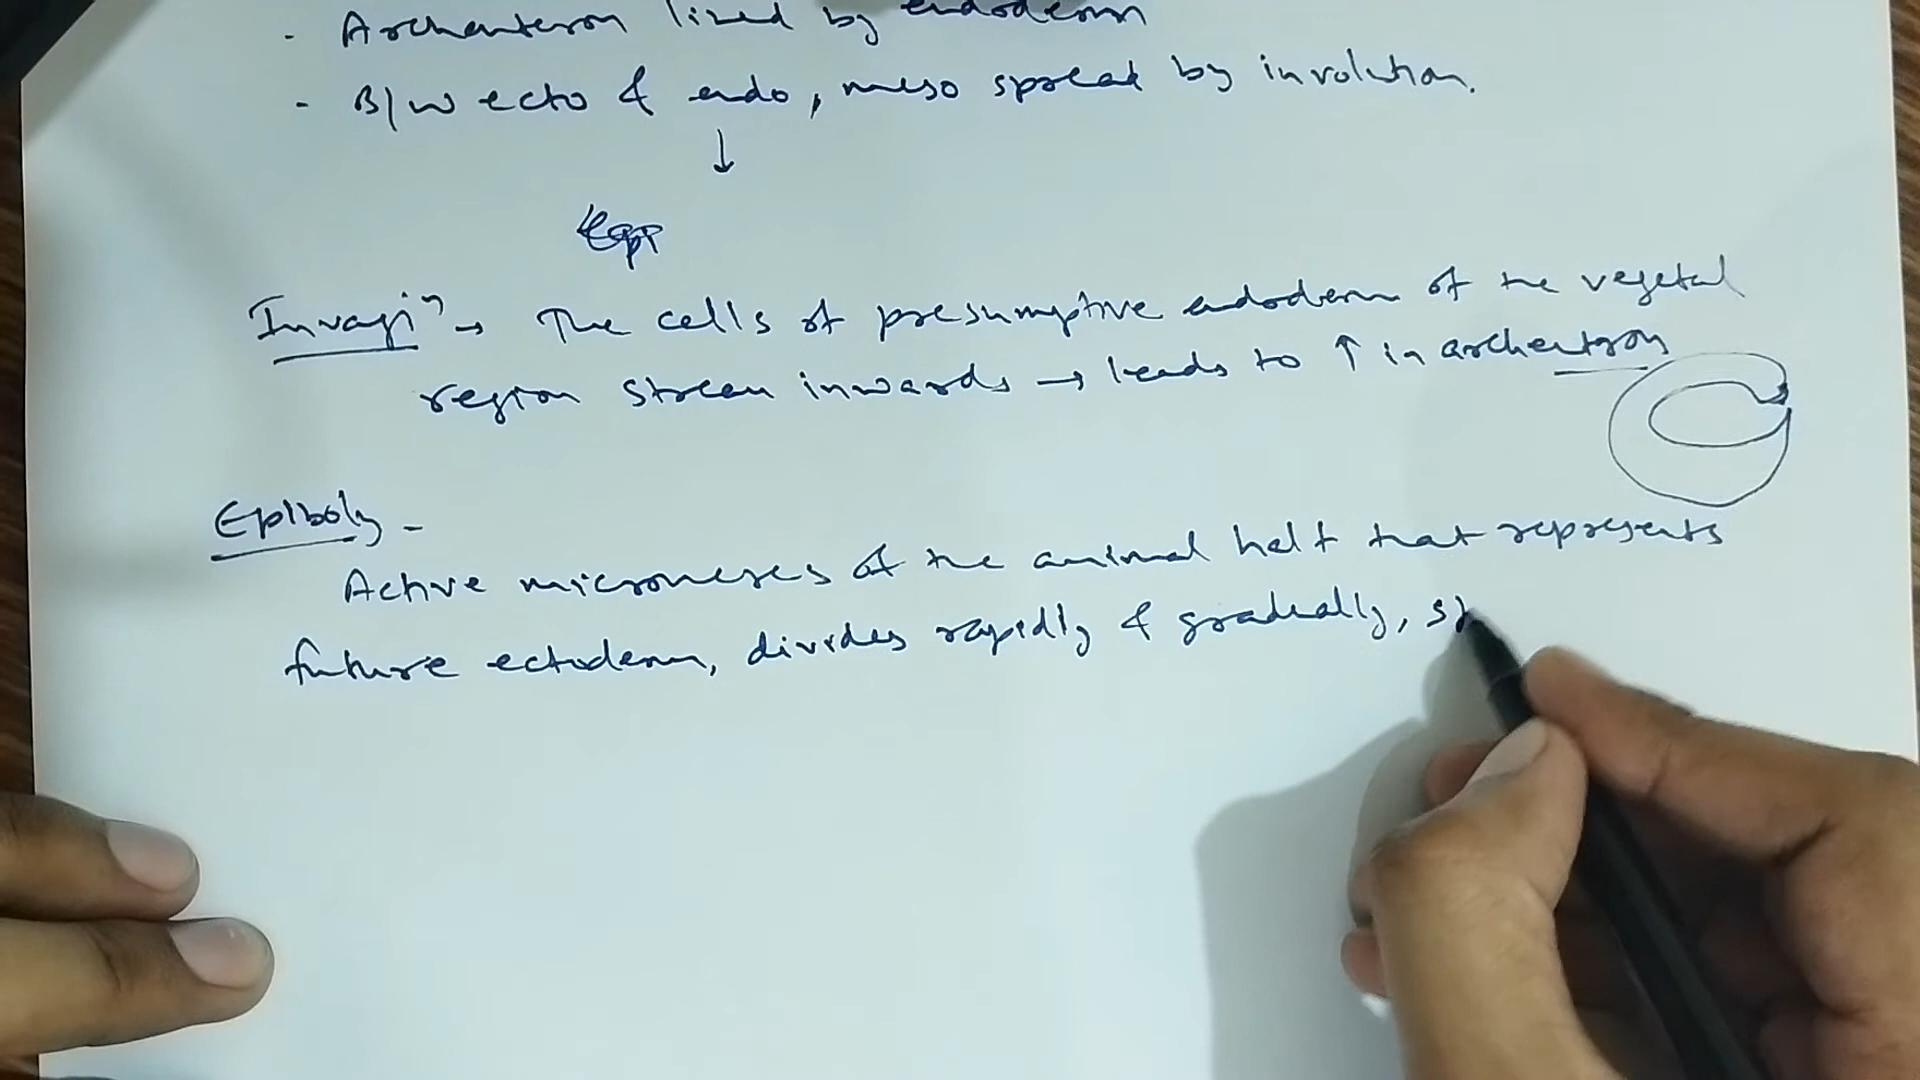 - Archenteron lined by endoderm
- B/w ecto & endo, meso spread by involution.
↓
Invagiⁿ → The cells of presumptive endoderm of the vegetal
region stream inwards → leads to ↑ in archentron
Epiboly -
Active micromeres of the animal half that represents
future ectoderm, divides rapidly & gradually,